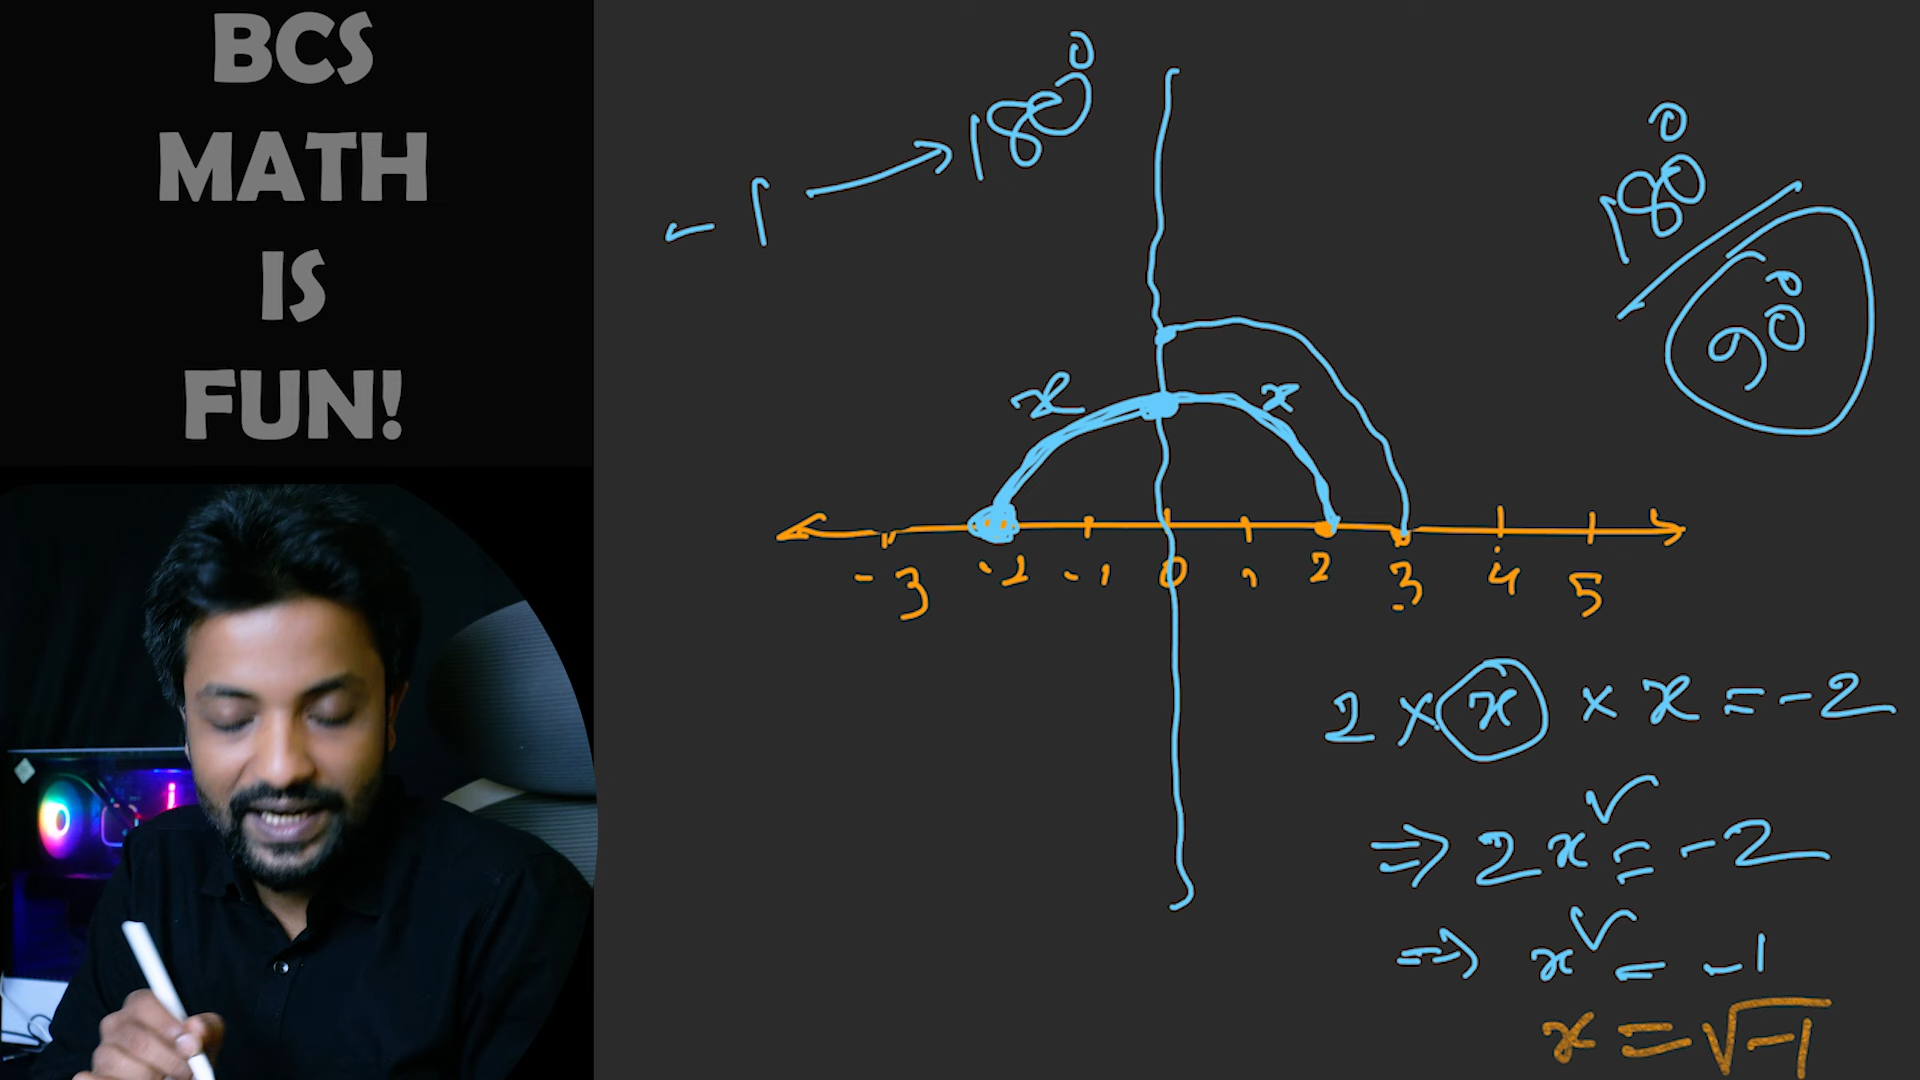 BCS
MATH
IS
FUN!
-1 → 180°
180°
90°
x x
-3 -2 -1 0 1 2 3 4 5
2 × x × x = -2
⇒ 2x² = -2
⇒ x² = -1
x = √-1